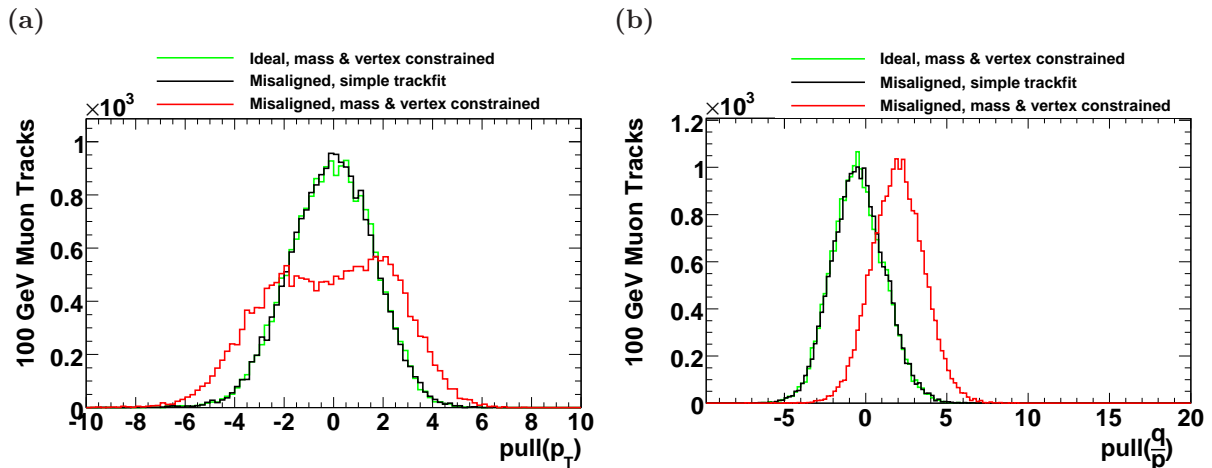 (a)
Ideal, mass & vertex constrained
Misaligned, simple trackfit
Misaligned, mass & vertex constrained
×10³
100 GeV Muon Tracks
1
0.8
0.6
0.4
0.2
0
-10 -8 -6 -4 -2 0 2 4 6 8 10
pull(p_T)
(b)
Ideal, mass & vertex constrained
Misaligned, simple trackfit
Misaligned, mass & vertex constrained
×10³
100 GeV Muon Tracks
1.2
1
0.8
0.6
0.4
0.2
0
-5 0 5 10 15 20
pull(q/p)